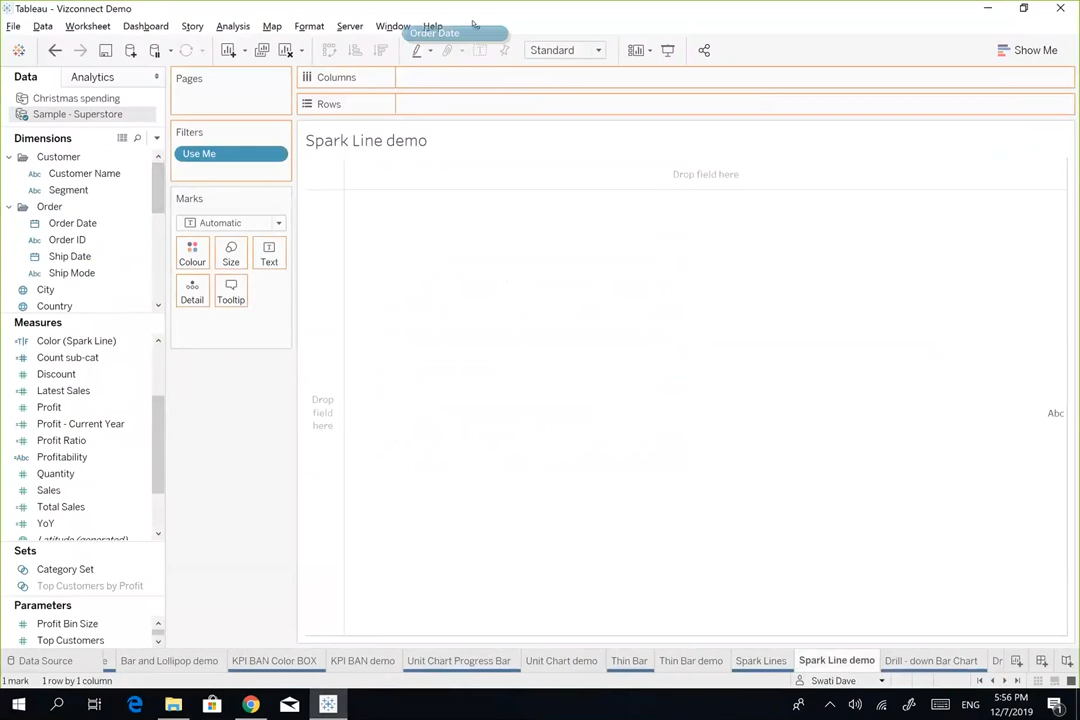 Tableau - Vizconnect Demo
File Data Worksheet Dashboard Story Analysis Map Format Server Window Help
Order Date
Standard
Show Me
Data Analytics
Pages
Columns
Christmas spending
Sample - Superstore
Rows
Dimensions
Filters
Use Me
Spark Line demo
Customer
Customer Name
Segment
Drop field here
Order
Marks
Order Date
Automatic
Order ID
Ship Date
Colour Size Text
Ship Mode
City
Detail Tooltip
Country
Measures
Color (Spark Line)
Count sub-cat
Discount
Latest Sales
Profit
Drop
field
here
Abc
Profit - Current Year
Profit Ratio
Profitability
Quantity
Sales
Total Sales
YoY
Latitude (generated)
Sets
Category Set
Top Customers by Profit
Parameters
Profit Bin Size
Top Customers
Data Source e Bar and Lollipop demo KPI BAN Color BOX KPI BAN demo Unit Chart Progress Bar Unit Chart demo Thin Bar Thin Bar demo Spark Lines Spark Line demo Drill - down Bar Chart Dr
1 mark 1 row by 1 column Swati Dave
ENG 5:56 PM
12/7/2019